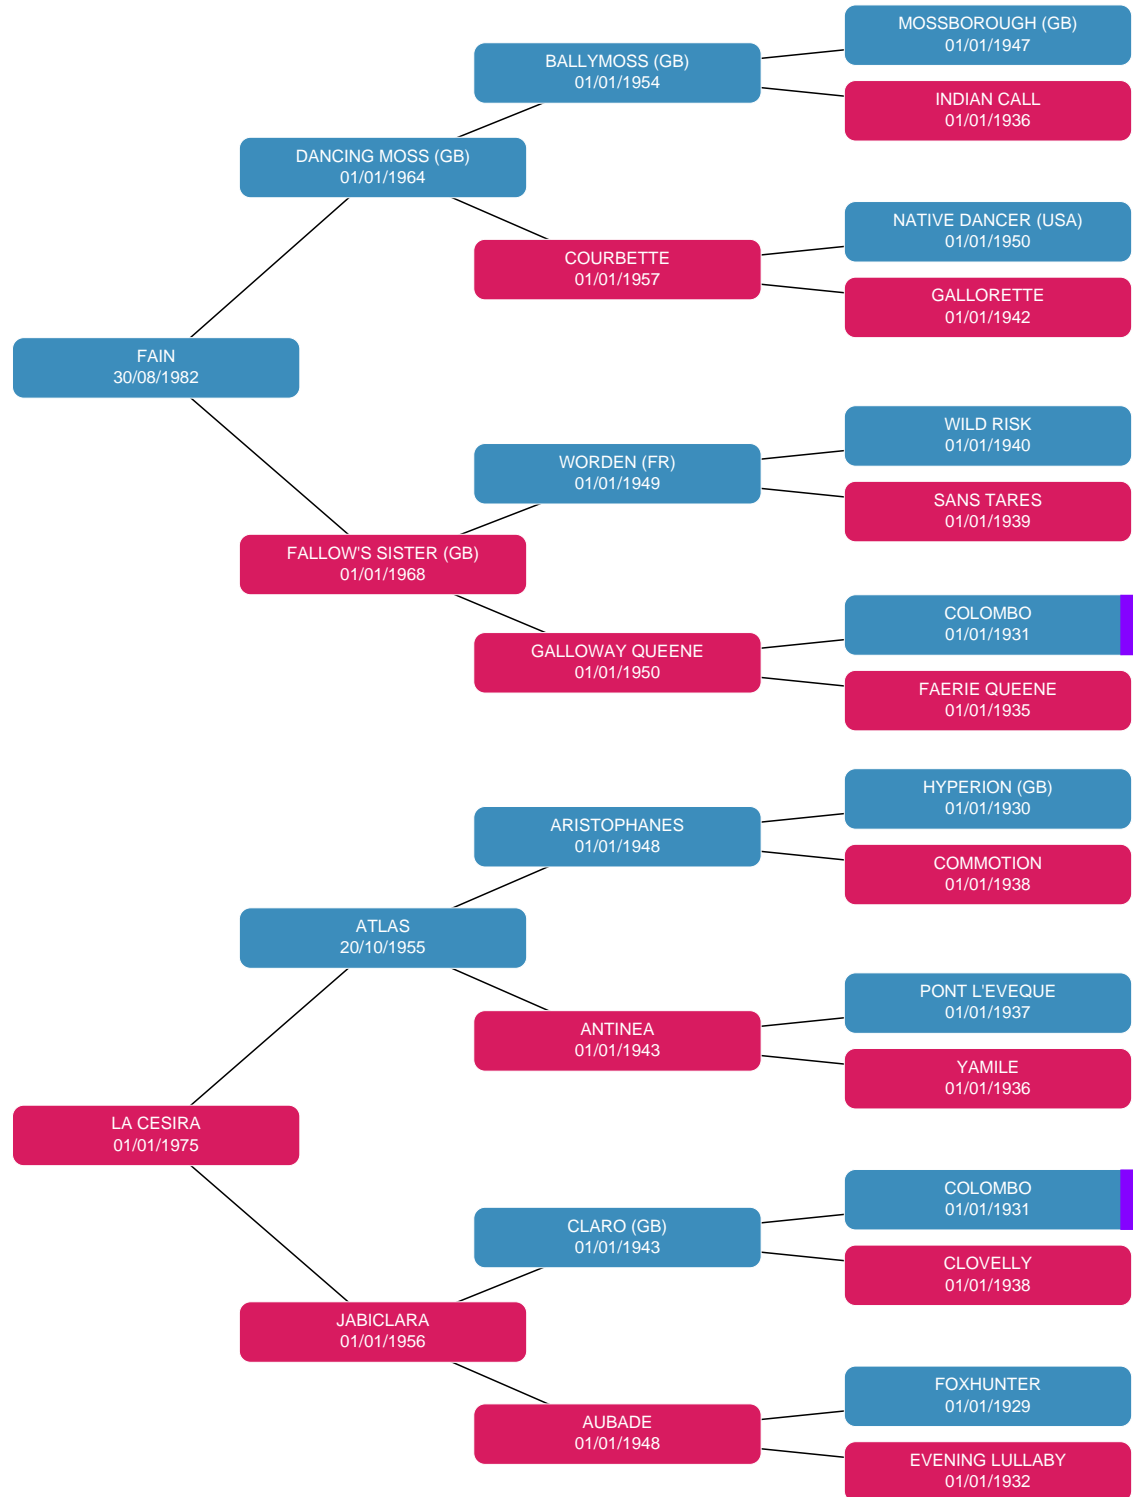 MOSSBOROUGH (GB)
01/01/1947
BALLYMOSS (GB)
01/01/1954
INDIAN CALL
01/01/1936
DANCING MOSS (GB)
01/01/1964
NATIVE DANCER (USA)
01/01/1950
COURBETTE
01/01/1957
GALLORETTE
01/01/1942
FAIN
30/08/1982
WILD RISK
01/01/1940
WORDEN (FR)
01/01/1949
SANS TARES
01/01/1939
FALLOW'S SISTER (GB)
01/01/1968
COLOMBO
01/01/1931
GALLOWAY QUEENE
01/01/1950
FAERIE QUEENE
01/01/1935
HYPERION (GB)
01/01/1930
ARISTOPHANES
01/01/1948
COMMOTION
01/01/1938
ATLAS
20/10/1955
PONT L'EVEQUE
01/01/1937
ANTINEA
01/01/1943
YAMILE
01/01/1936
LA CESIRA
01/01/1975
COLOMBO
01/01/1931
CLARO (GB)
01/01/1943
CLOVELLY
01/01/1938
JABICLARA
01/01/1956
FOXHUNTER
01/01/1929
AUBADE
01/01/1948
EVENING LULLABY
01/01/1932